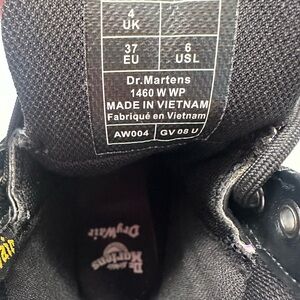 4
UK
37
EU
6
USL
Dr.Martens
1460 W WP
MADE IN VIETNAM
Fabriqué en Vietnam
AW004 GV 08 U
DryWair
Dr.
Martens